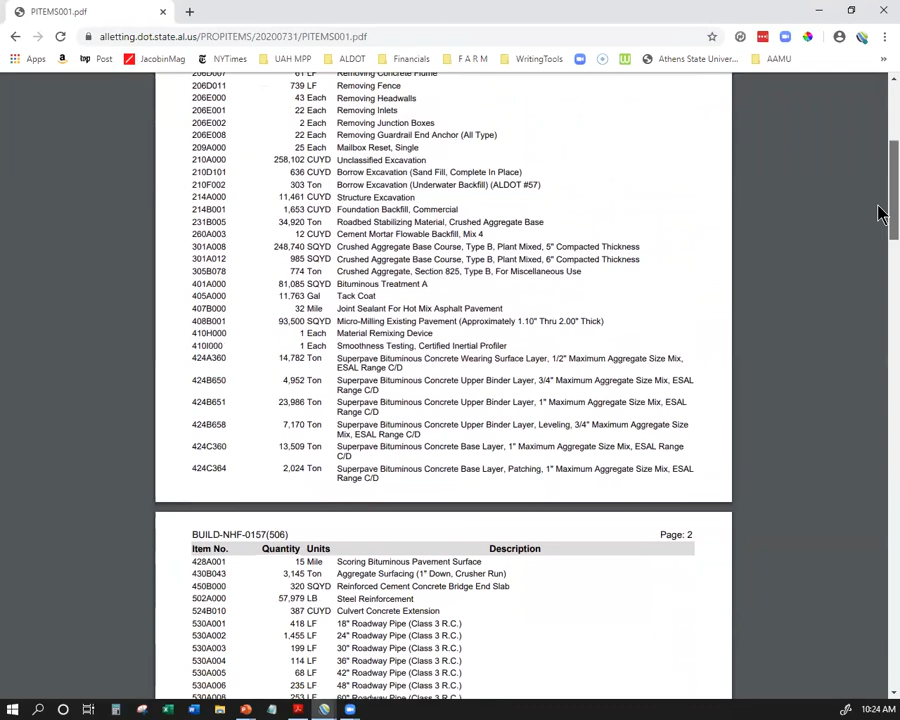 PITEMS001.pdf
alletting.dot.state.al.us/PROPITEMS/20200731/PITEMS001.pdf
Apps Post JacobinMag NYTimes UAH MPP ALDOT Financials F A R M WritingTools Athens State Univer... AAMU »
206D007 61 LF Removing Concrete Flume
206D011 739 LF Removing Fence
206E000 43 Each Removing Headwalls
206E001 22 Each Removing Inlets
206E002 2 Each Removing Junction Boxes
206E008 22 Each Removing Guardrail End Anchor (All Type)
209A000 25 Each Mailbox Reset, Single
210A000 258,102 CUYD Unclassified Excavation
210D101 636 CUYD Borrow Excavation (Sand Fill, Complete In Place)
210F002 303 Ton Borrow Excavation (Underwater Backfill) (ALDOT #57)
214A000 11,461 CUYD Structure Excavation
214B001 1,653 CUYD Foundation Backfill, Commercial
231B005 34,920 Ton Roadbed Stabilizing Material, Crushed Aggregate Base
260A003 12 CUYD Cement Mortar Flowable Backfill, Mix 4
301A008 248,740 SQYD Crushed Aggregate Base Course, Type B, Plant Mixed, 5" Compacted Thickness
301A012 985 SQYD Crushed Aggregate Base Course, Type B, Plant Mixed, 6" Compacted Thickness
305B078 774 Ton Crushed Aggregate, Section 825, Type B, For Miscellaneous Use
401A000 81,085 SQYD Bituminous Treatment A
405A000 11,763 Gal Tack Coat
407B000 32 Mile Joint Sealant For Hot Mix Asphalt Pavement
408B001 93,500 SQYD Micro-Milling Existing Pavement (Approximately 1.10" Thru 2.00" Thick)
410H000 1 Each Material Remixing Device
410I000 1 Each Smoothness Testing, Certified Inertial Profiler
424A360 14,782 Ton Superpave Bituminous Concrete Wearing Surface Layer, 1/2" Maximum Aggregate Size Mix,
ESAL Range C/D
424B650 4,952 Ton Superpave Bituminous Concrete Upper Binder Layer, 3/4" Maximum Aggregate Size Mix, ESAL
Range C/D
424B651 23,986 Ton Superpave Bituminous Concrete Upper Binder Layer, 1" Maximum Aggregate Size Mix, ESAL
Range C/D
424B658 7,170 Ton Superpave Bituminous Concrete Upper Binder Layer, Leveling, 3/4" Maximum Aggregate Size
Mix, ESAL Range C/D
424C360 13,509 Ton Superpave Bituminous Concrete Base Layer, 1" Maximum Aggregate Size Mix, ESAL Range
C/D
424C364 2,024 Ton Superpave Bituminous Concrete Base Layer, Patching, 1" Maximum Aggregate Size Mix, ESAL
Range C/D
BUILD-NHF-0157(506) Page: 2
Item No. Quantity Units Description
428A001 15 Mile Scoring Bituminous Pavement Surface
430B043 3,145 Ton Aggregate Surfacing (1" Down, Crusher Run)
450B000 320 SQYD Reinforced Cement Concrete Bridge End Slab
502A000 57,979 LB Steel Reinforcement
524B010 387 CUYD Culvert Concrete Extension
530A001 418 LF 18" Roadway Pipe (Class 3 R.C.)
530A002 1,455 LF 24" Roadway Pipe (Class 3 R.C.)
530A003 199 LF 30" Roadway Pipe (Class 3 R.C.)
530A004 114 LF 36" Roadway Pipe (Class 3 R.C.)
530A005 68 LF 42" Roadway Pipe (Class 3 R.C.)
530A006 235 LF 48" Roadway Pipe (Class 3 R.C.)
530A008 253 LF 60" Roadway Pipe (Class 3 R.C.)
10:24 AM